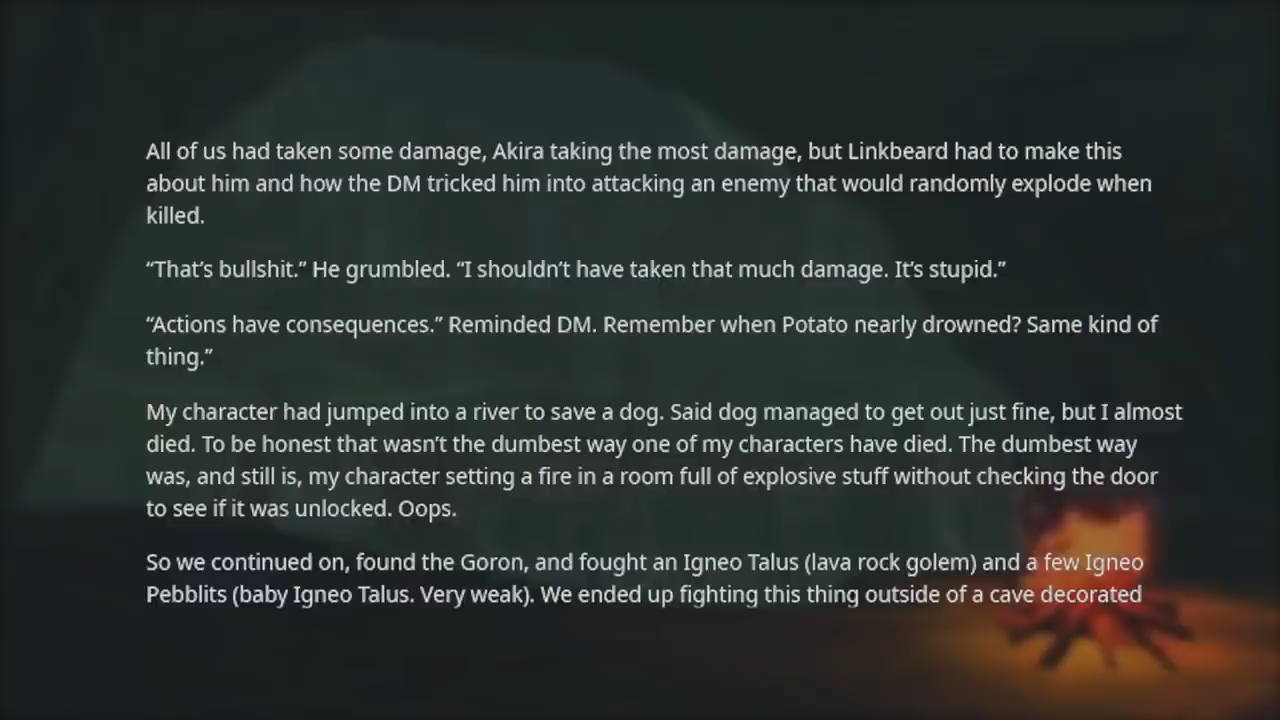 All of us had taken some damage, Akira taking the most damage, but Linkbeard had to make this
about him and how the DM tricked him into attacking an enemy that would randomly explode when
killed.
“That’s bullshit.” He grumbled. “I shouldn’t have taken that much damage. It’s stupid.”
“Actions have consequences.” Reminded DM. Remember when Potato nearly drowned? Same kind of
thing.”
My character had jumped into a river to save a dog. Said dog managed to get out just fine, but I almost
died. To be honest that wasn’t the dumbest way one of my characters have died. The dumbest way
was, and still is, my character setting a fire in a room full of explosive stuff without checking the door
to see if it was unlocked. Oops.
So we continued on, found the Goron, and fought an Igneo Talus (lava rock golem) and a few Igneo
Pebblits (baby Igneo Talus. Very weak). We ended up fighting this thing outside of a cave decorated